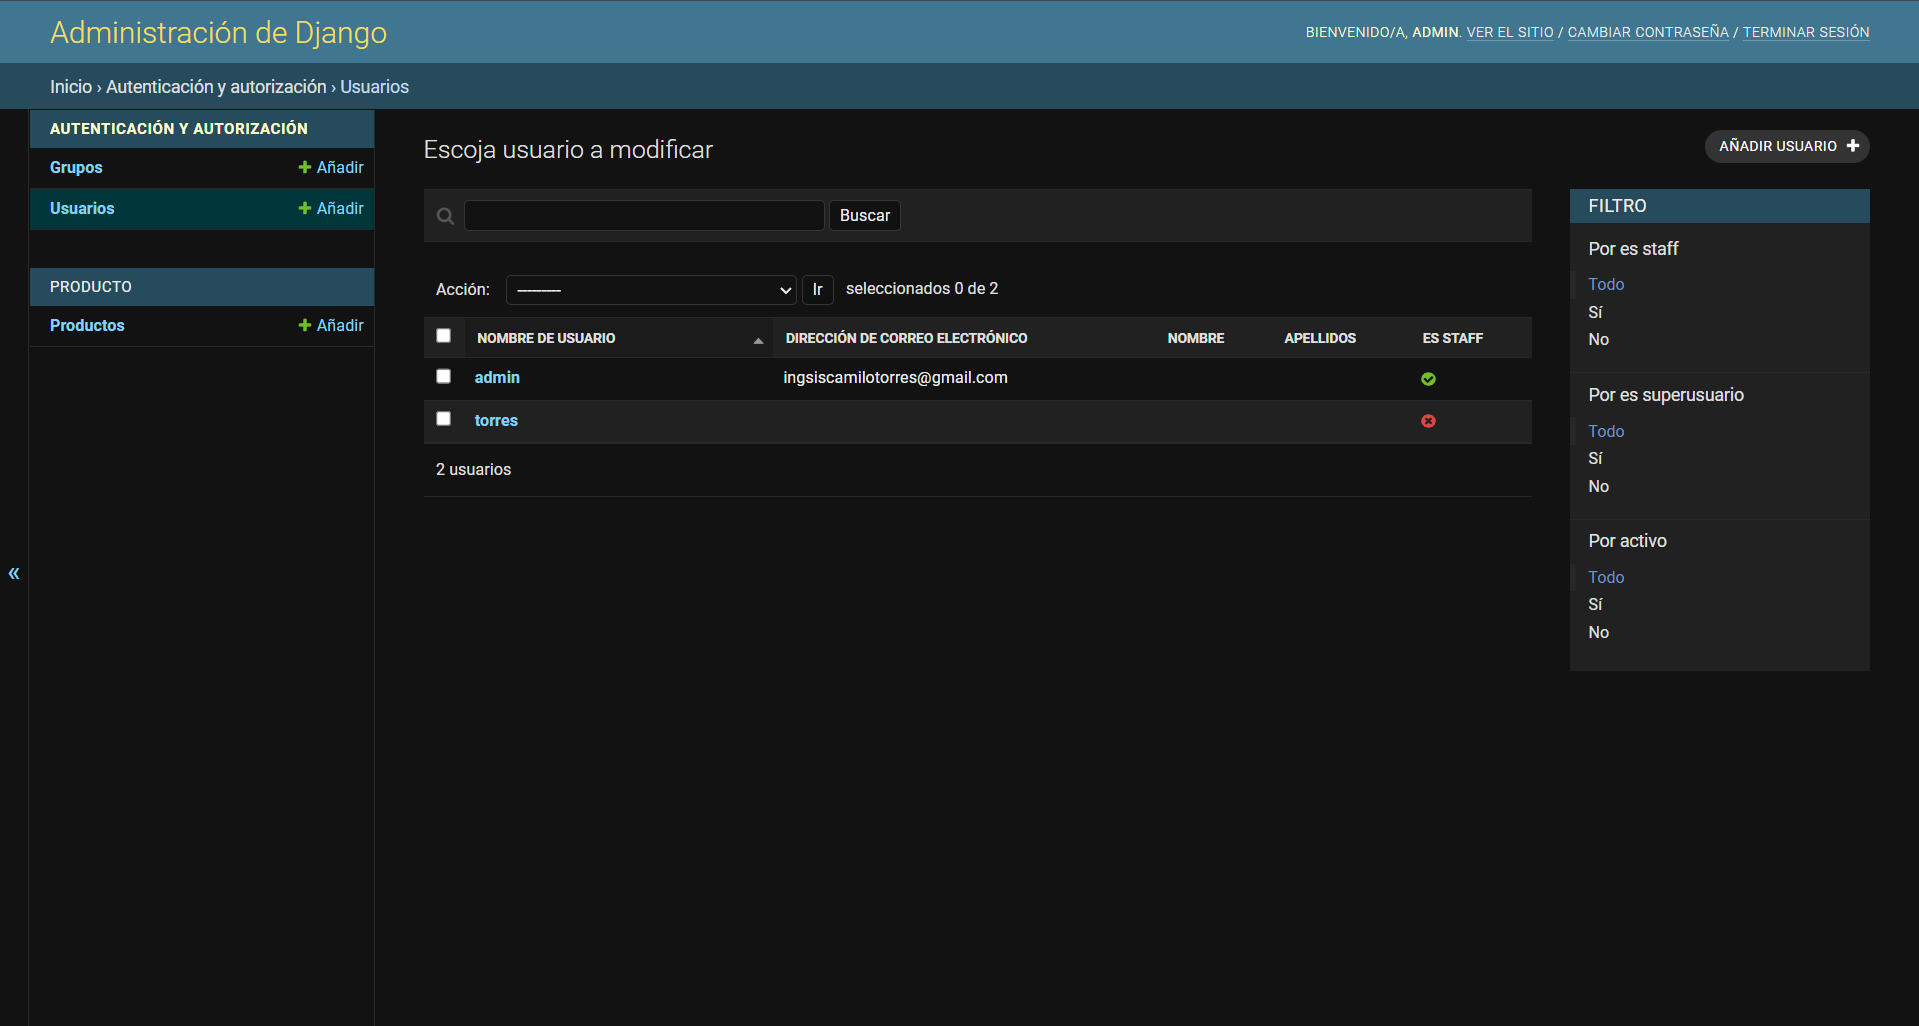 Administración de Django
BIENVENIDO/A, ADMIN. VER EL SITIO / CAMBIAR CONTRASEÑA / TERMINAR SESIÓN
Inicio › Autenticación y autorización › Usuarios
AUTENTICACIÓN Y AUTORIZACIÓN
Grupos + Añadir
Usuarios + Añadir
PRODUCTO
Productos + Añadir
«
Escoja usuario a modificar
AÑADIR USUARIO +
Buscar
Acción: --------- Ir seleccionados 0 de 2
NOMBRE DE USUARIO DIRECCIÓN DE CORREO ELECTRÓNICO NOMBRE APELLIDOS ES STAFF
admin ingsiscamilotorres@gmail.com
torres
2 usuarios
FILTRO
Por es staff
Todo
Sí
No
Por es superusuario
Todo
Sí
No
Por activo
Todo
Sí
No